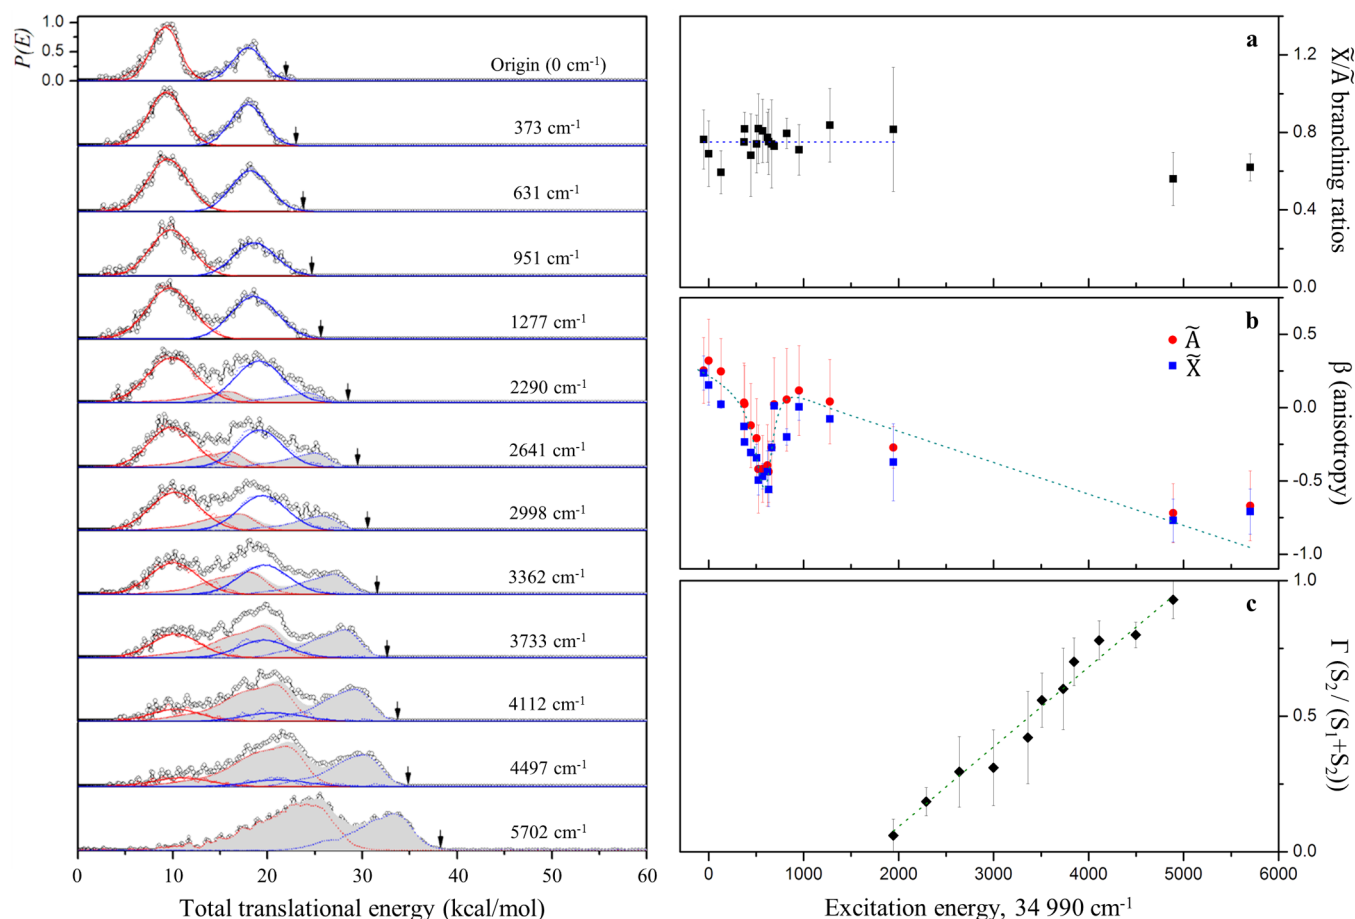 P(E)
1.0
0.5
0.0
Origin (0 cm⁻¹)
373 cm⁻¹
631 cm⁻¹
951 cm⁻¹
1277 cm⁻¹
2290 cm⁻¹
2641 cm⁻¹
2998 cm⁻¹
3362 cm⁻¹
3733 cm⁻¹
4112 cm⁻¹
4497 cm⁻¹
5702 cm⁻¹
0 10 20 30 40 50 60
Total translational energy (kcal/mol)
a
1.2
0.8
0.4
0.0
X̃/Ã branching ratios
b
Ã
X̃
0.5
0.0
-0.5
-1.0
β (anisotropy)
c
1.0
0.5
0.0
Γ (S₂ / (S₁+S₂))
0 1000 2000 3000 4000 5000 6000
Excitation energy, 34 990 cm⁻¹